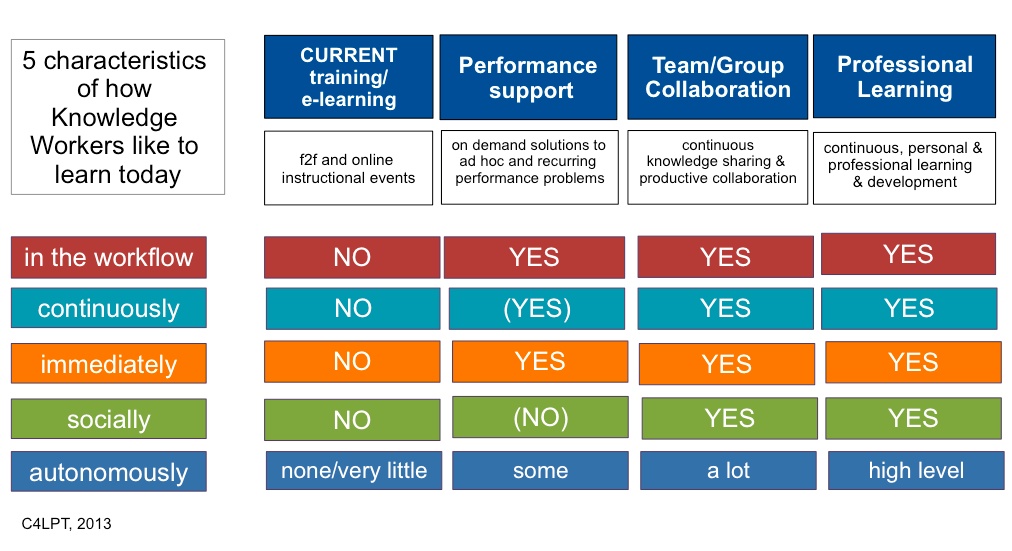 5 characteristics
of how
Knowledge
Workers like to
learn today
CURRENT
training/
e-learning
Performance
support
Team/Group
Collaboration
Professional
Learning
f2f and online
instructional events
on demand solutions to
ad hoc and recurring
performance problems
continuous
knowledge sharing &
productive collaboration
continuous, personal &
professional learning
& development
in the workflow
NO
YES
YES
YES
continuously
NO
(YES)
YES
YES
immediately
NO
YES
YES
YES
socially
NO
(NO)
YES
YES
autonomously
none/very little
some
a lot
high level
C4LPT, 2013